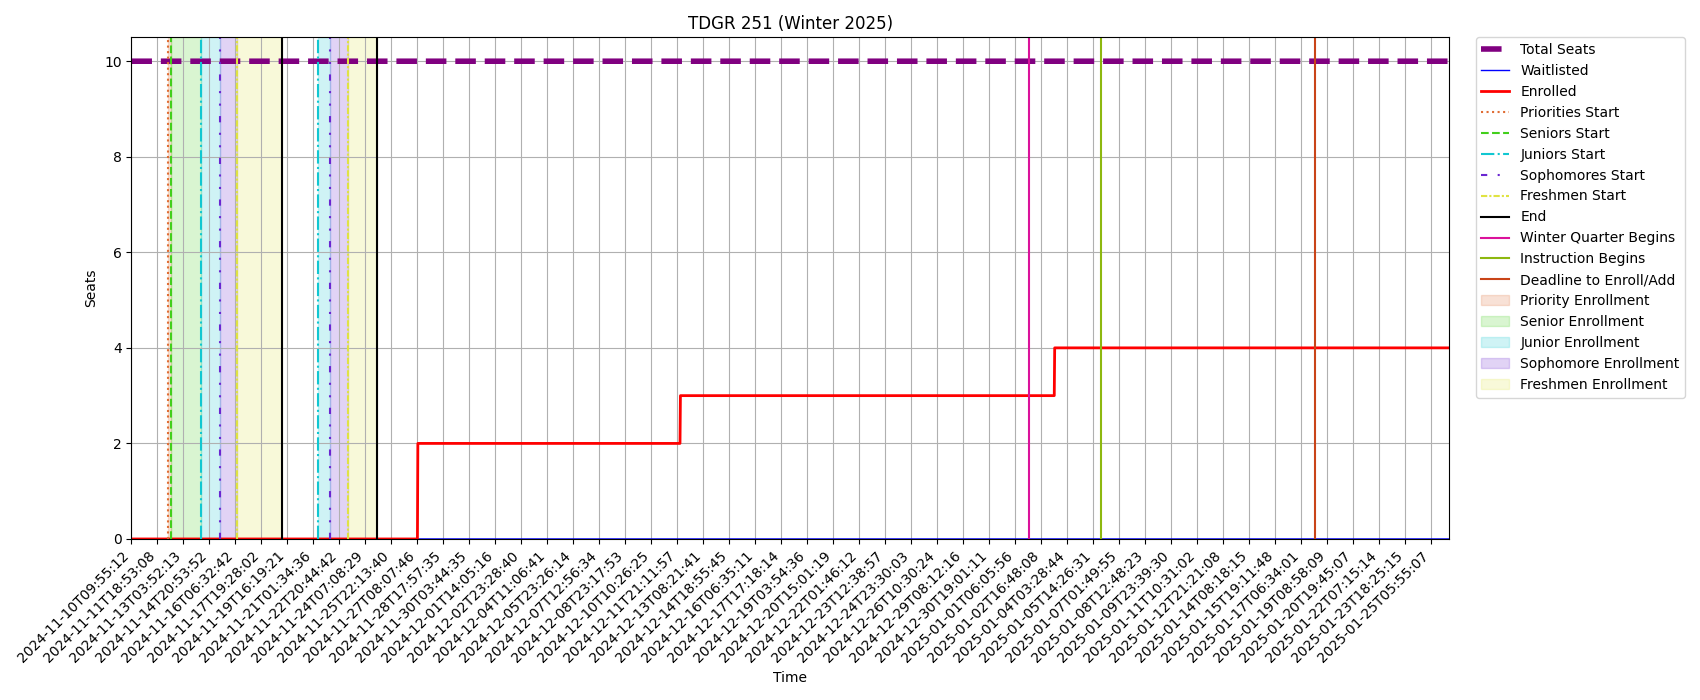 TDGR 251 (Winter 2025)
10
8
6
4
2
0
Seats
2024-11-10T09:55:12
2024-11-11T18:53:08
2024-11-13T03:52:13
2024-11-14T20:53:52
2024-11-16T06:32:42
2024-11-17T19:28:02
2024-11-19T16:19:21
2024-11-21T01:34:36
2024-11-22T20:44:42
2024-11-24T07:08:29
2024-11-25T22:13:40
2024-11-27T08:07:46
2024-11-28T17:57:35
2024-11-30T03:44:35
2024-12-01T14:05:16
2024-12-02T23:28:40
2024-12-04T11:06:41
2024-12-05T23:26:14
2024-12-07T12:56:34
2024-12-08T23:17:53
2024-12-10T10:26:25
2024-12-11T21:11:57
2024-12-13T08:21:41
2024-12-14T18:55:45
2024-12-16T06:35:11
2024-12-17T17:18:14
2024-12-19T03:54:36
2024-12-20T15:01:19
2024-12-22T01:46:12
2024-12-23T12:38:57
2024-12-24T23:30:03
2024-12-26T10:30:24
2024-12-29T08:12:16
2024-12-30T19:01:11
2025-01-01T06:05:56
2025-01-02T16:48:08
2025-01-04T03:28:44
2025-01-05T14:26:31
2025-01-07T01:49:55
2025-01-08T12:48:23
2025-01-09T23:39:30
2025-01-11T10:31:02
2025-01-12T21:21:08
2025-01-14T08:18:15
2025-01-15T19:11:48
2025-01-17T06:34:01
2025-01-19T08:58:09
2025-01-20T19:45:07
2025-01-22T07:15:14
2025-01-23T18:25:15
2025-01-25T05:55:07
Time
Total Seats
Waitlisted
Enrolled
Priorities Start
Seniors Start
Juniors Start
Sophomores Start
Freshmen Start
End
Winter Quarter Begins
Instruction Begins
Deadline to Enroll/Add
Priority Enrollment
Senior Enrollment
Junior Enrollment
Sophomore Enrollment
Freshmen Enrollment